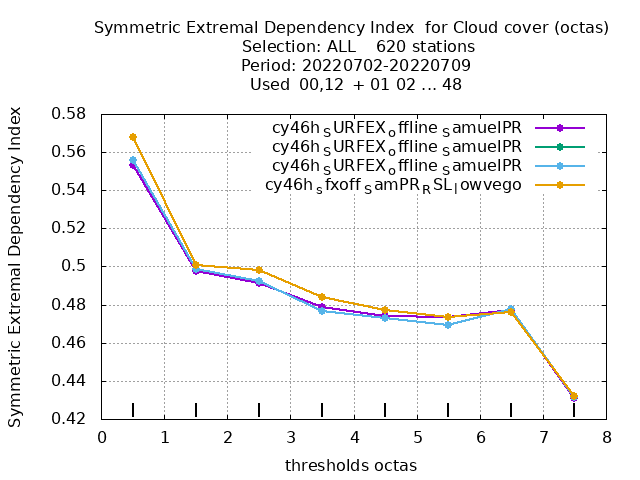 Symmetric Extremal Dependency Index  for Cloud cover (octas)
Selection: ALL    620 stations
Period: 20220702-20220709
Used  00,12  + 01 02 ... 48
Symmetric Extremal Dependency Index
0.58
0.56
0.54
0.52
0.5
0.48
0.46
0.44
0.42
cy46h_SURFEX_offline_SamuelPR
cy46h_SURFEX_offline_SamuelPR
cy46h_SURFEX_offline_SamuelPR
cy46h_sfxoff_SamPR_RSL_lowvego
0 1 2 3 4 5 6 7 8
thresholds octas